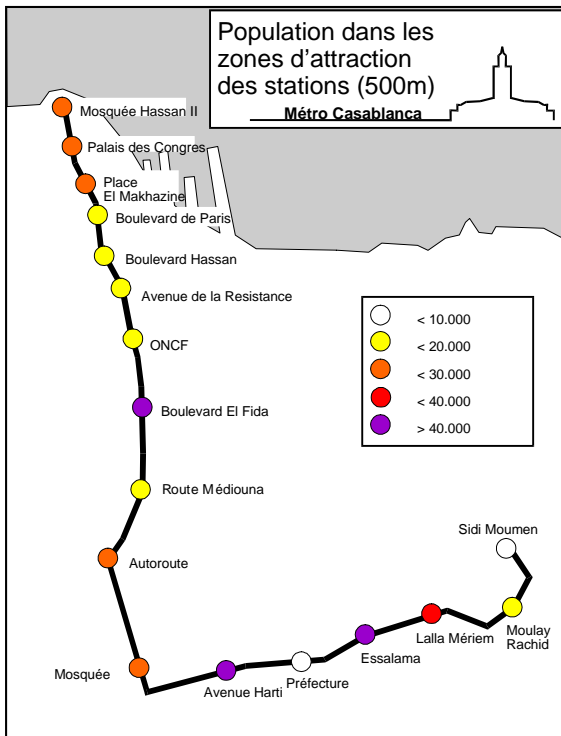 Population dans les
zones d'attraction
des stations (500m)
Métro Casablanca
Mosquée Hassan II
Palais des Congres
Place
El Makhazine
Boulevard de Paris
Boulevard Hassan
Avenue de la Resistance
ONCF
Boulevard El Fida
Route Médiouna
Autoroute
Mosquée
Avenue Harti
Préfecture
Essalama
Lalla Mériem
Moulay
Rachid
Sidi Moumen
< 10.000
< 20.000
< 30.000
< 40.000
> 40.000